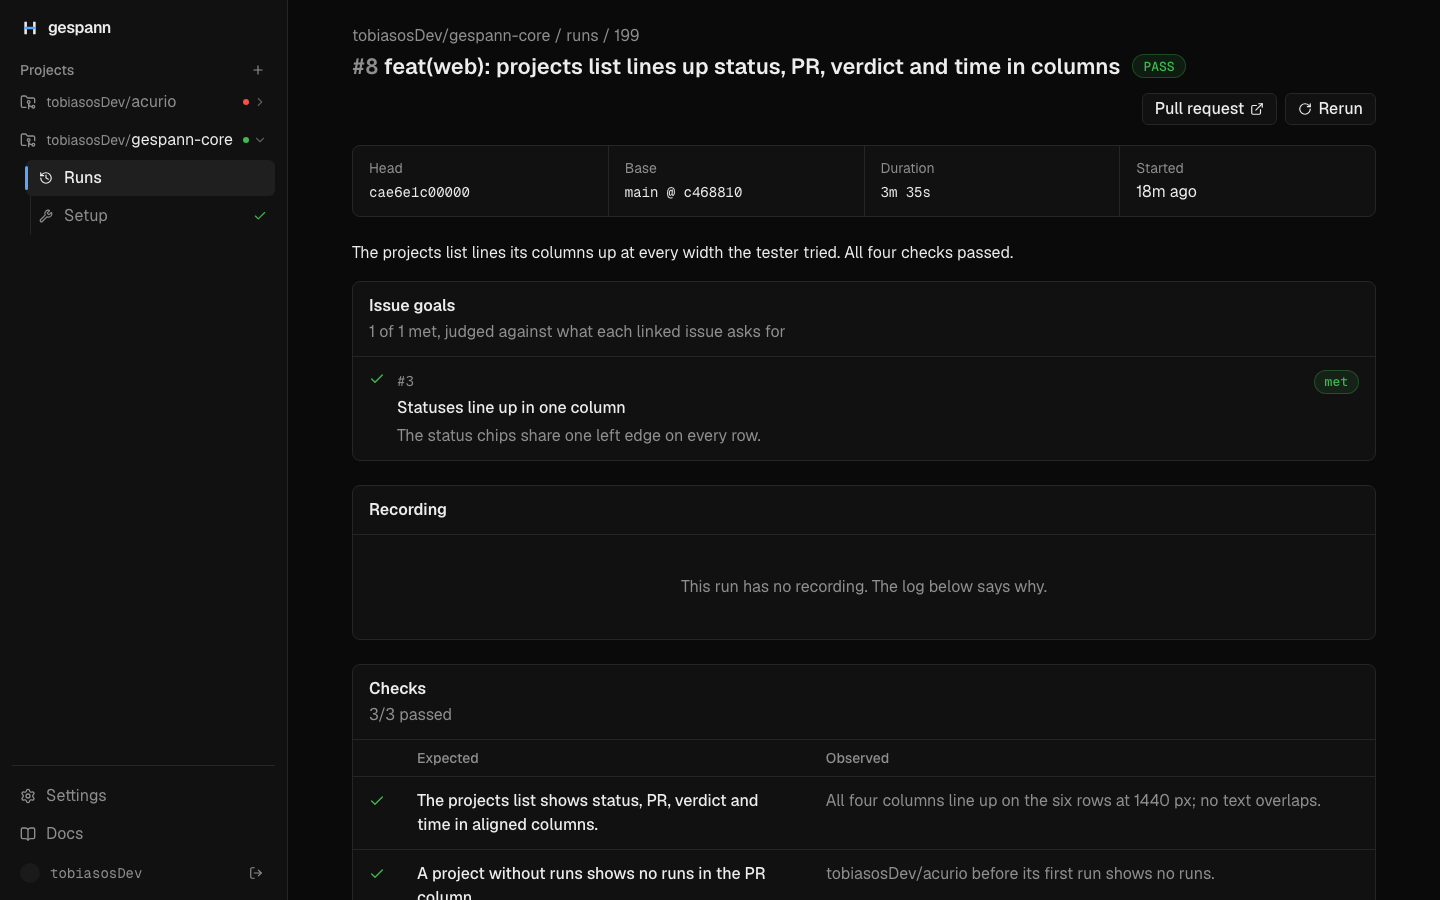 gespann
Projects
tobiasosDev/acurio
tobiasosDev/gespann-core
Runs
Setup
Settings
Docs
tobiasosDev
tobiasosDev/gespann-core / runs / 199
#8 feat(web): projects list lines up status, PR, verdict and time in columns PASS
Pull request Rerun
Head Base Duration Started
cae6e1c00000 main @ c468810 3m 35s 18m ago
The projects list lines its columns up at every width the tester tried. All four checks passed.
Issue goals
1 of 1 met, judged against what each linked issue asks for
#3 met
Statuses line up in one column
The status chips share one left edge on every row.
Recording
This run has no recording. The log below says why.
Checks
3/3 passed
Expected Observed
The projects list shows status, PR, verdict and All four columns line up on the six rows at 1440 px; no text overlaps.
time in aligned columns.
A project without runs shows no runs in the PR tobiasosDev/acurio before its first run shows no runs.
column.